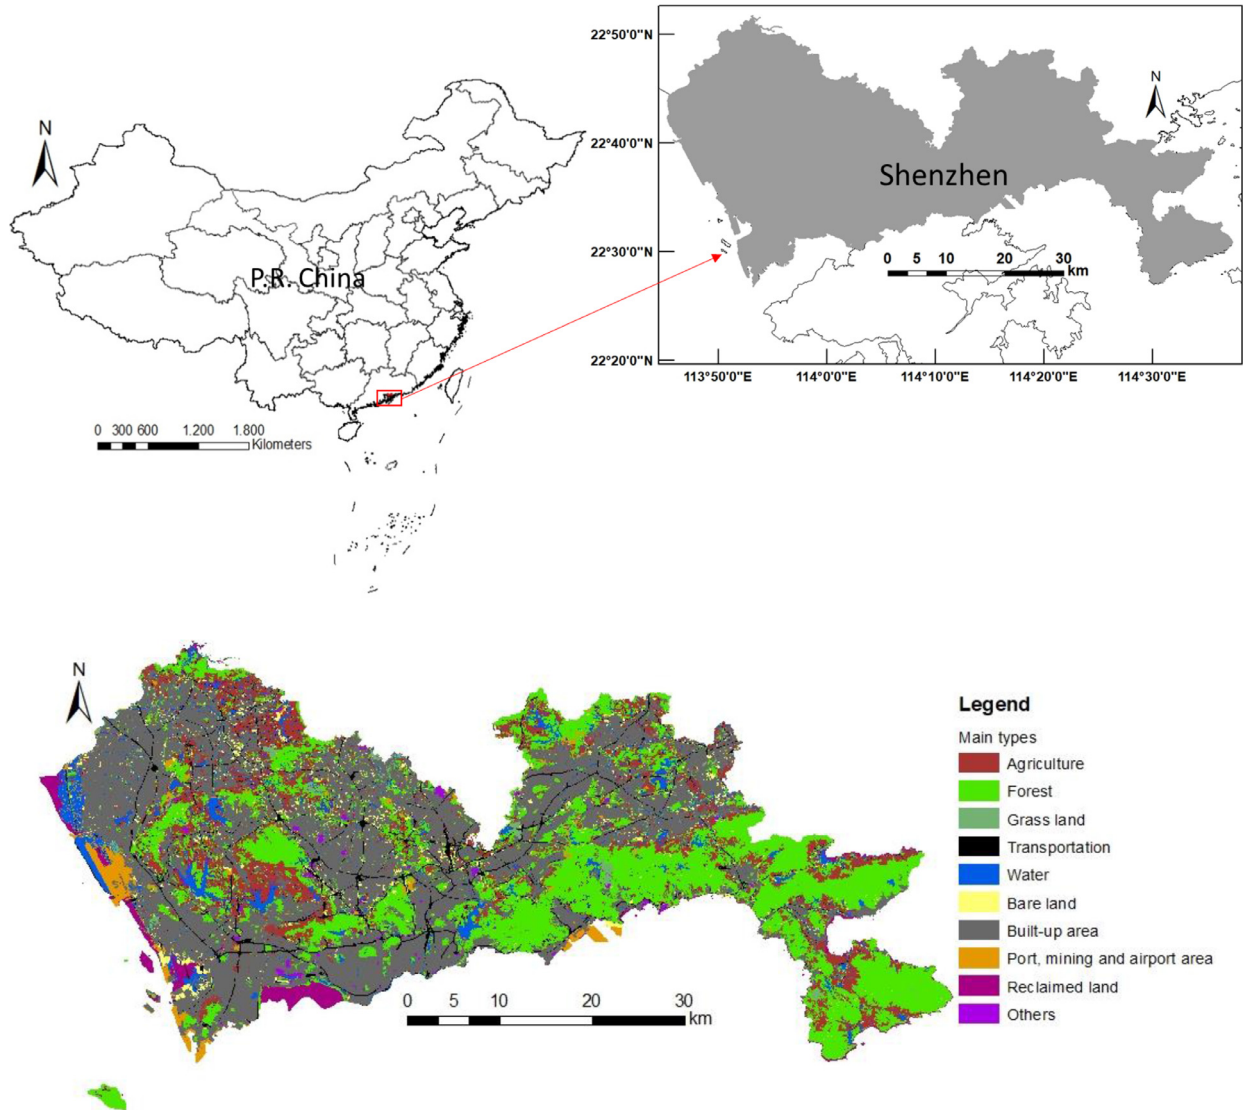 22°50'0"N
N
N
22°40'0"N
Shenzhen
22°30'0"N
P.R. China
0 5 10 20 30
km
22°20'0"N
113°50'0"E 114°0'0"E 114°10'0"E 114°20'0"E 114°30'0"E
0 300 600 1.200 1.800
Kilometers
N
Legend
Main types
Agriculture
Forest
Grass land
Transportation
Water
Bare land
Built-up area
Port, mining and airport area
Reclaimed land
Others
0 5 10 20 30
km